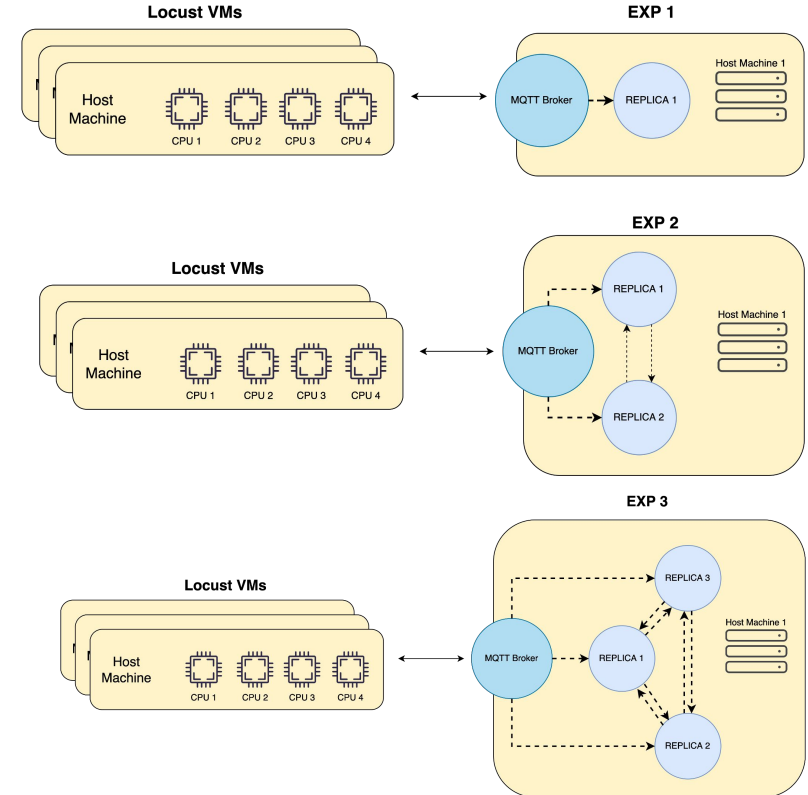 Locust VMs
EXP 1
Host
Machine
CPU 1
CPU 2
CPU 3
CPU 4
MQTT Broker
REPLICA 1
Host Machine 1
EXP 2
Locust VMs
Host
Machine
CPU 1
CPU 2
CPU 3
CPU 4
MQTT Broker
REPLICA 1
REPLICA 2
Host Machine 1
EXP 3
Locust VMs
Host
Machine
CPU 1
CPU 2
CPU 3
CPU 4
MQTT Broker
REPLICA 3
REPLICA 1
REPLICA 2
Host Machine 1